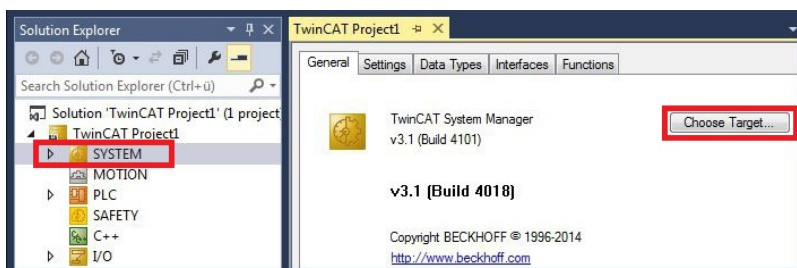 Solution Explorer
Search Solution Explorer (Ctrl+ü)
Solution 'TwinCAT Project1' (1 project
TwinCAT Project1
SYSTEM
MOTION
PLC
SAFETY
C++
I/O
TwinCAT Project1
General Settings Data Types Interfaces Functions
TwinCAT System Manager
v3.1 (Build 4101)
Choose Target...
v3.1 (Build 4018)
Copyright BECKHOFF © 1996-2014
http://www.beckhoff.com